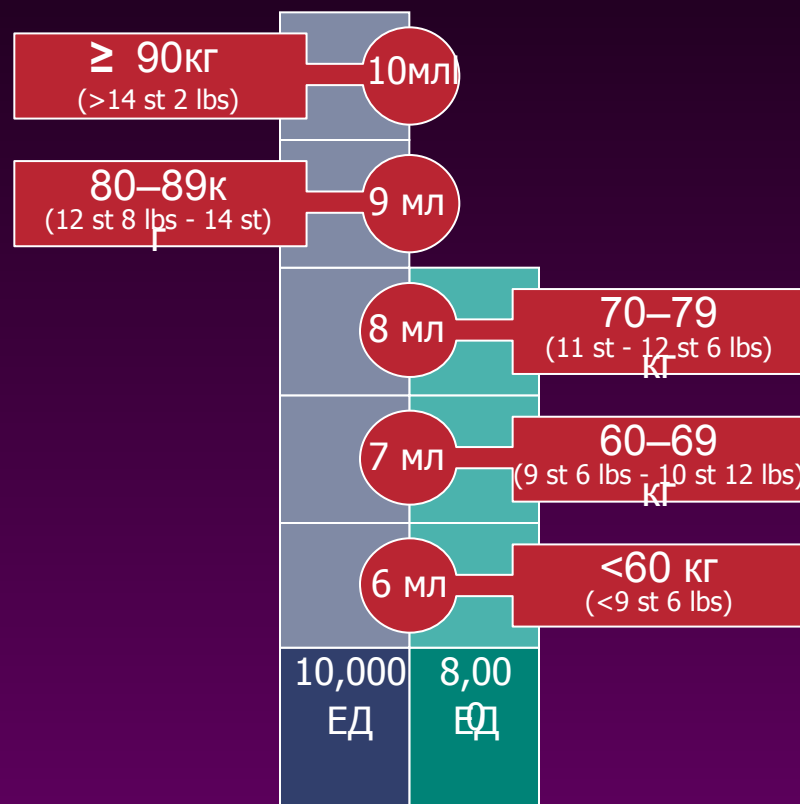 ≥ 90кг
(>14 st 2 lbs)
10мл
80–89к
г
(12 st 8 lbs - 14 st)
9 мл
8 мл
70–79
кг
(11 st - 12 st 6 lbs)
7 мл
60–69
кг
(9 st 6 lbs - 10 st 12 lbs)
6 мл
<60 кг
(<9 st 6 lbs)
10,000
ЕД
8,00
0
ЕД